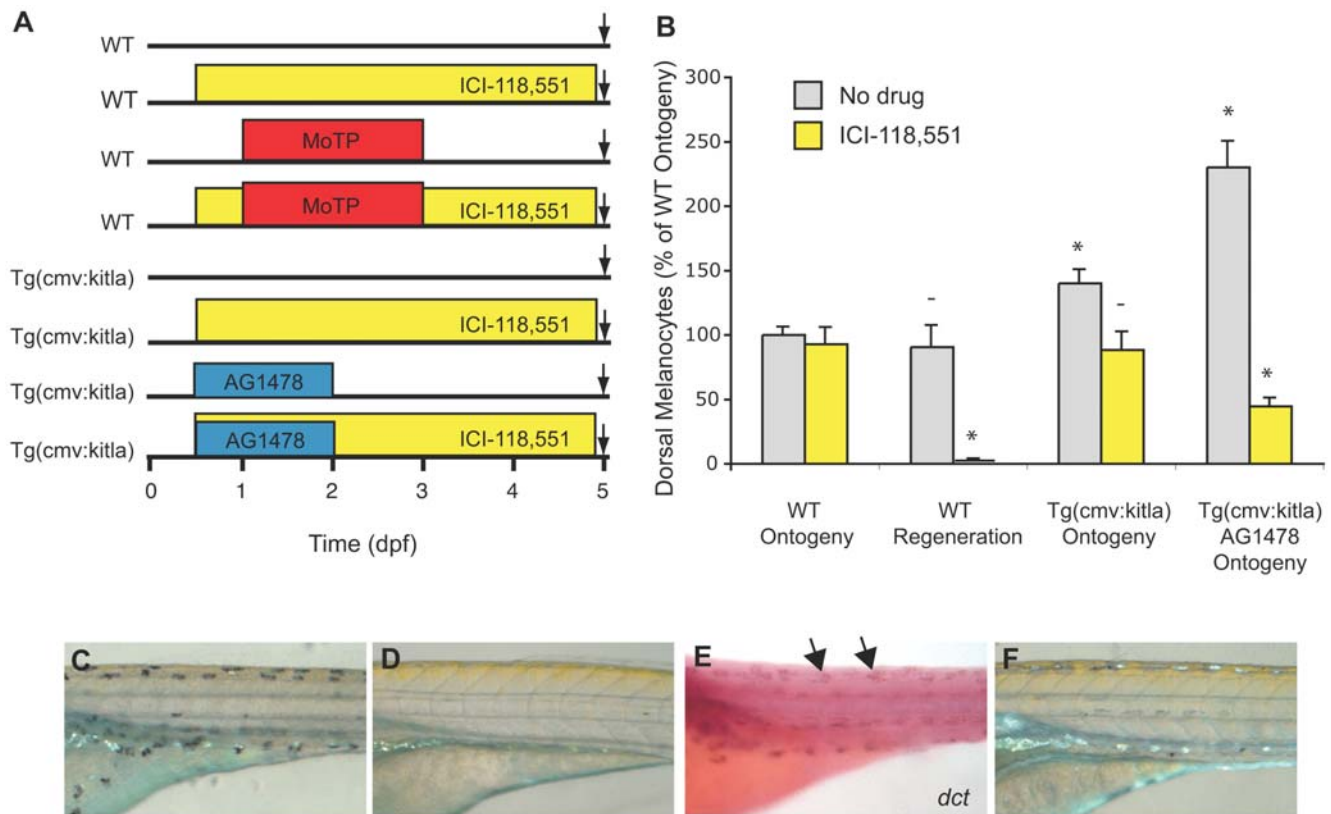 A
WT
WT
ICI-118,551
WT
MoTP
WT
MoTP
ICI-118,551
Tg(cmv:kitla)
Tg(cmv:kitla)
ICI-118,551
Tg(cmv:kitla)
AG1478
Tg(cmv:kitla)
AG1478
ICI-118,551
0 1 2 3 4 5
Time (dpf)
B
Dorsal Melanocytes (% of WT Ontogeny)
300
250
200
150
100
50
0
No drug
ICI-118,551
*
*
-
-
*
*
WT
Ontogeny
WT
Regeneration
Tg(cmv:kitla)
Ontogeny
Tg(cmv:kitla)
AG1478
Ontogeny
C
D
E
dct
F